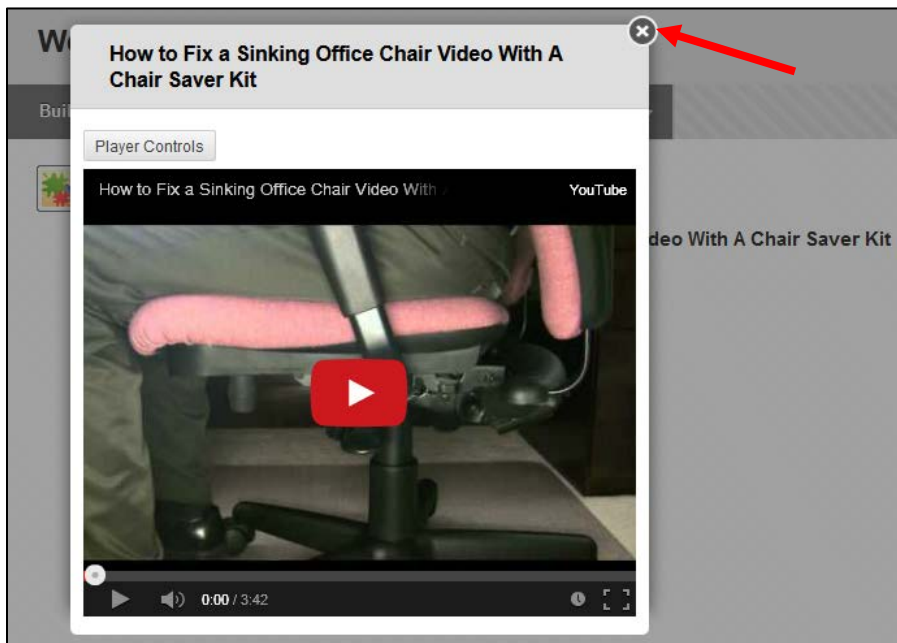 How to Fix a Sinking Office Chair Video With A
Chair Saver Kit
Player Controls
How to Fix a Sinking Office Chair Video With
YouTube
deo With A Chair Saver Kit
0:00 / 3:42